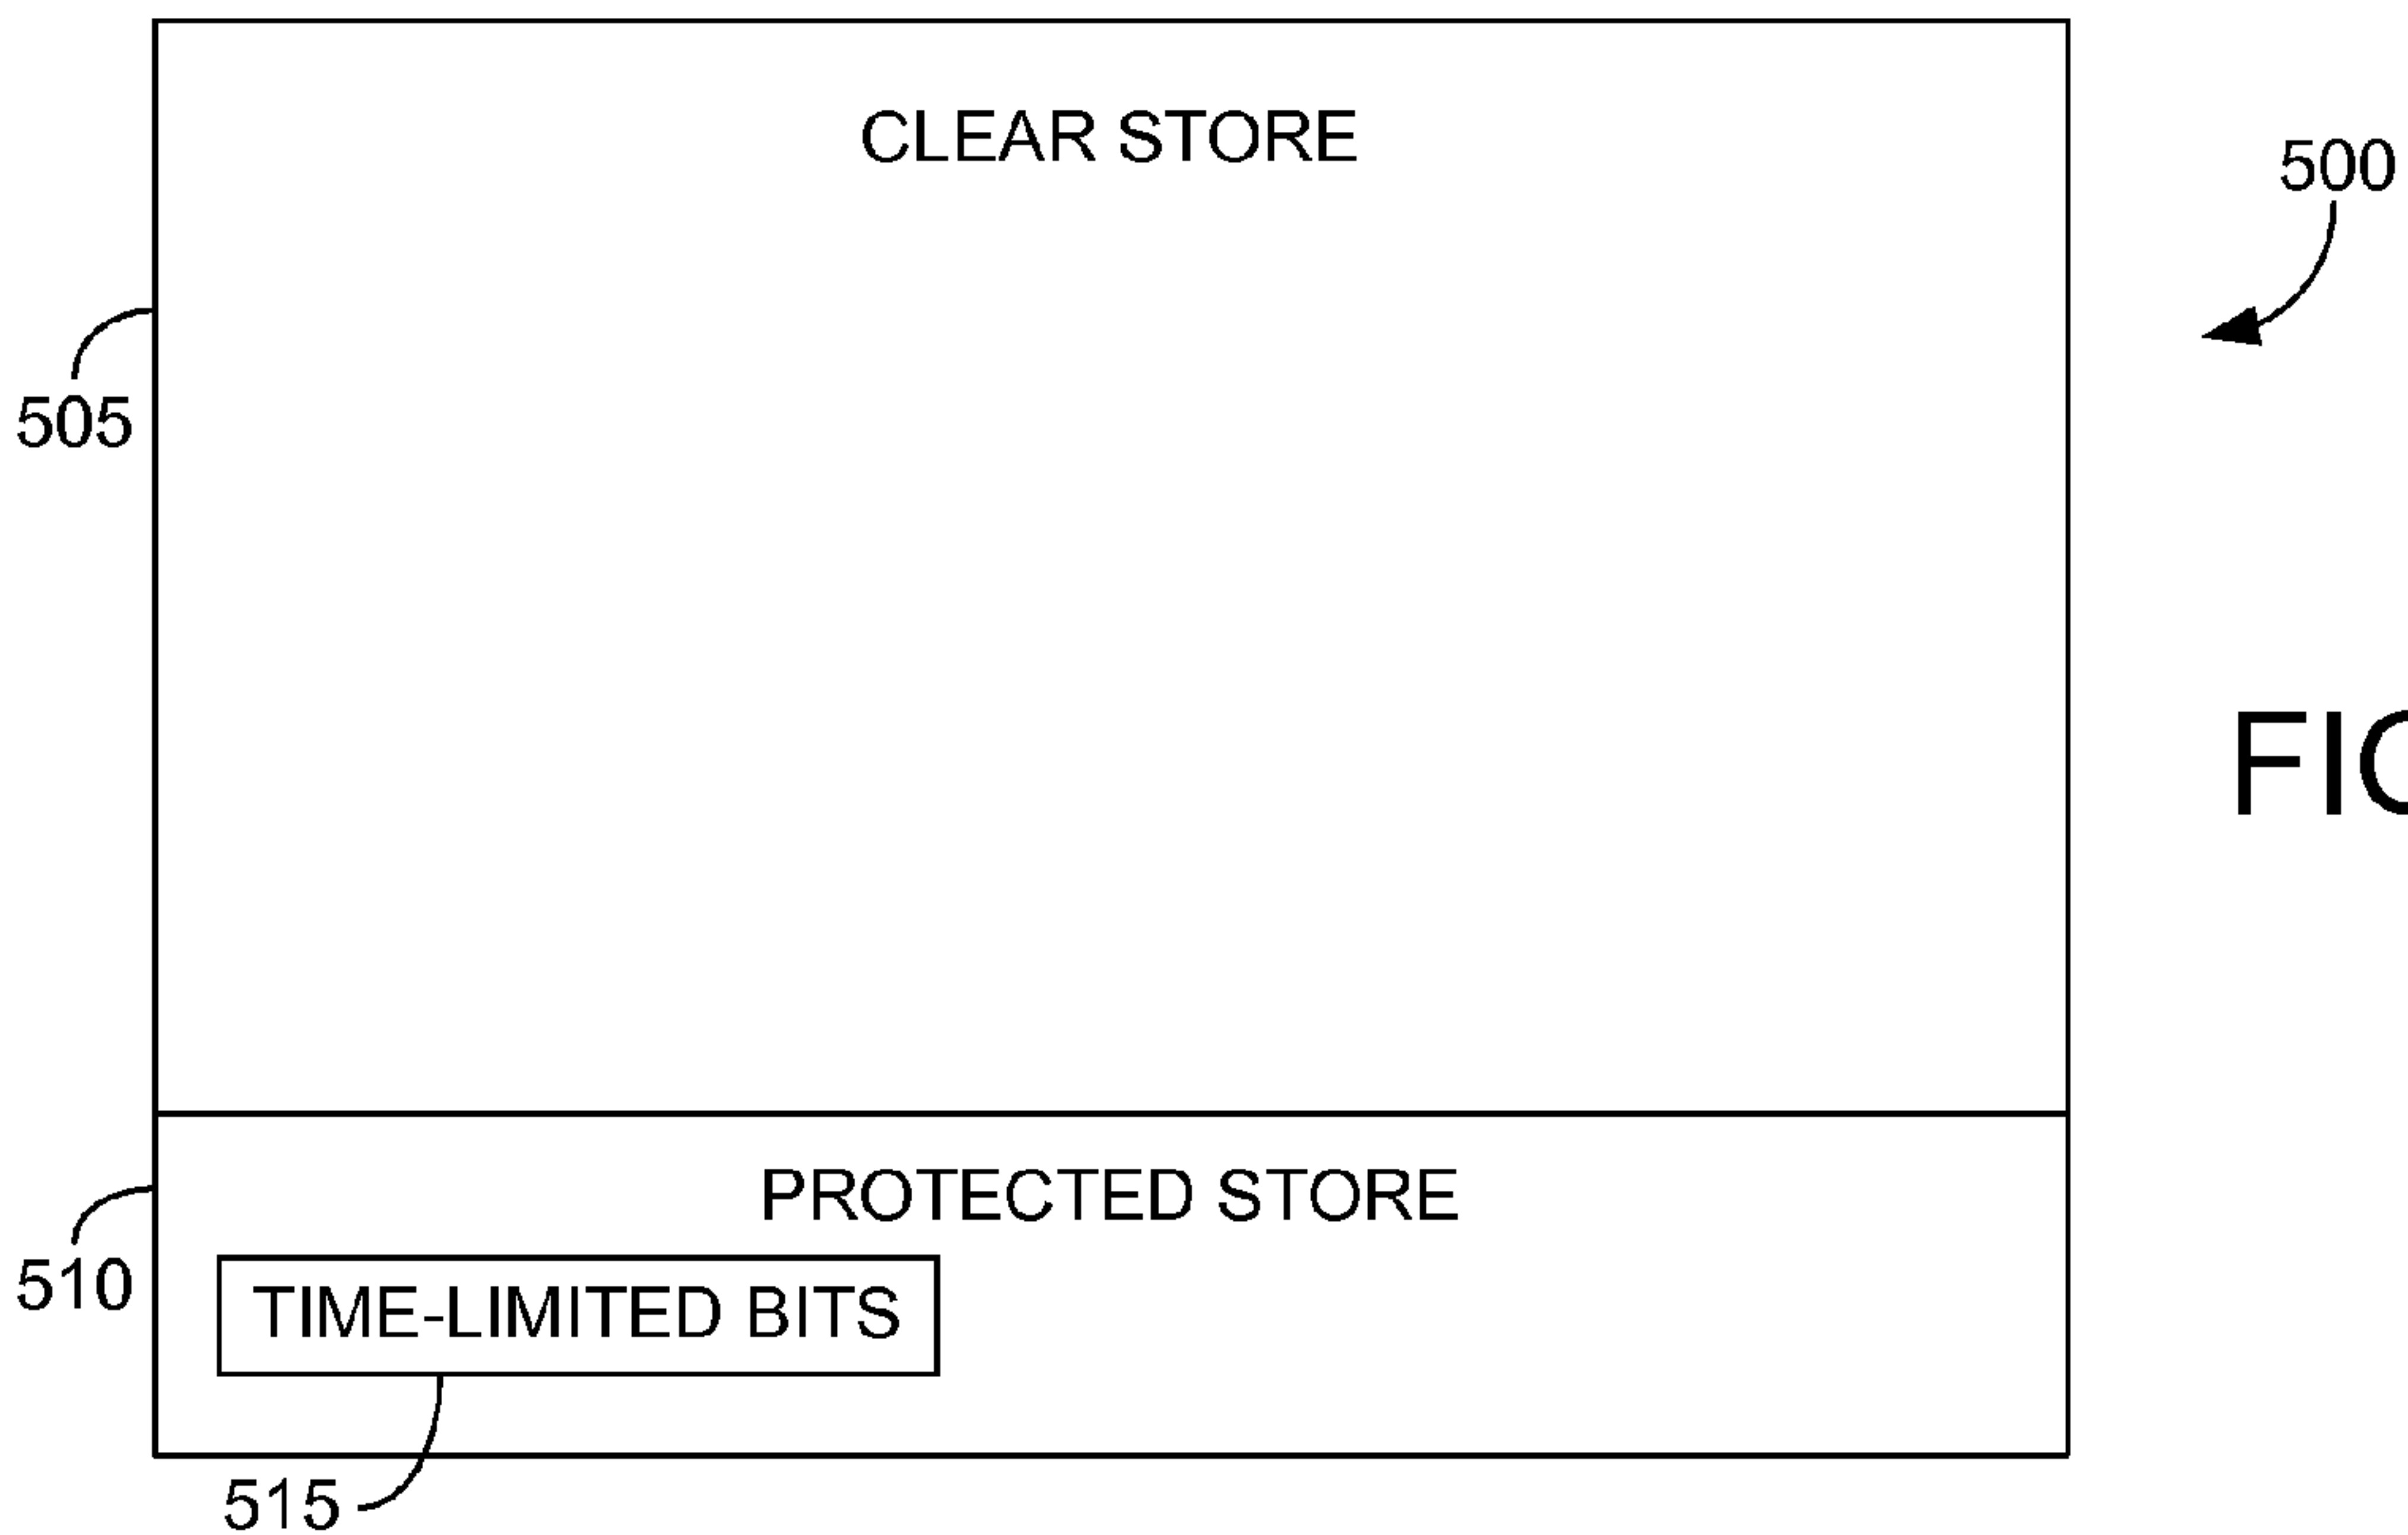 CLEAR STORE
500
505
PROTECTED STORE
510
TIME-LIMITED BITS
515